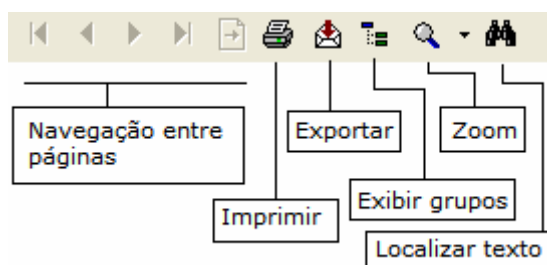 Navegação entre
páginas
Exportar
Zoom
Exibir grupos
Imprimir
Localizar texto